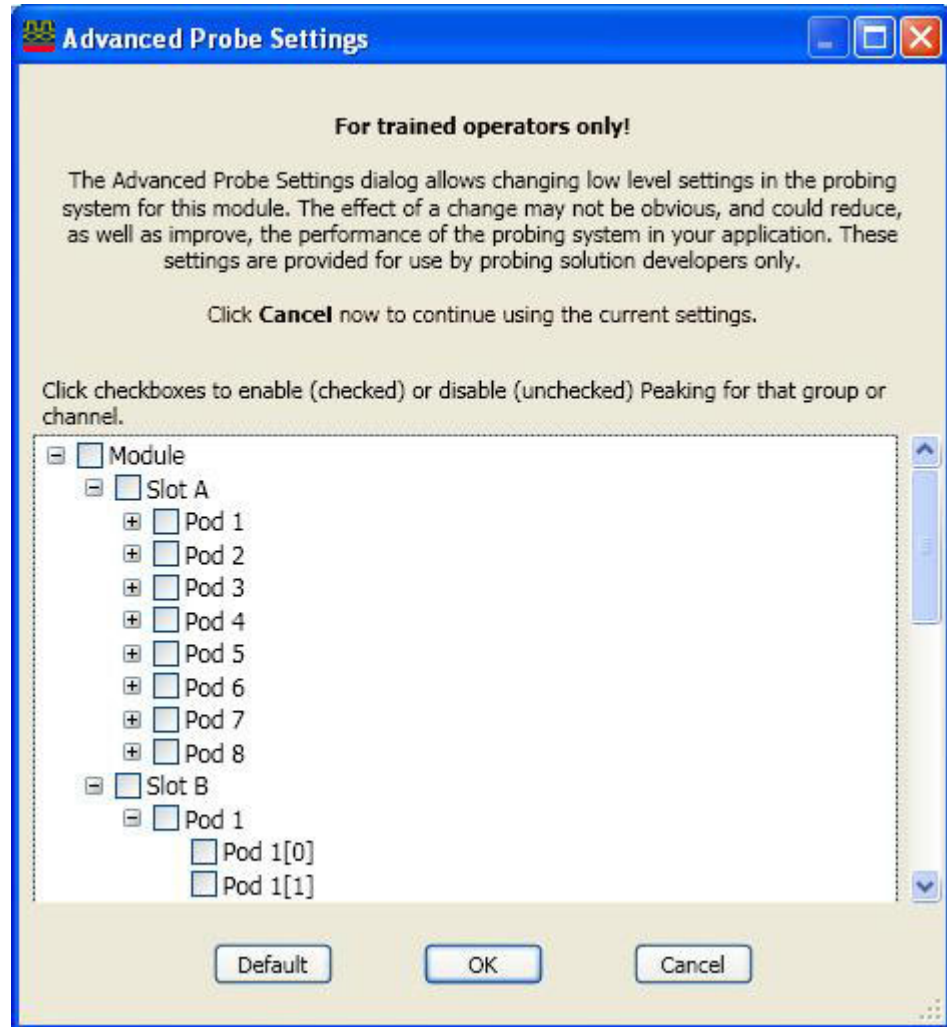 Advanced Probe Settings
For trained operators only!
The Advanced Probe Settings dialog allows changing low level settings in the probing
system for this module. The effect of a change may not be obvious, and could reduce,
as well as improve, the performance of the probing system in your application. These
settings are provided for use by probing solution developers only.
Click Cancel now to continue using the current settings.
Click checkboxes to enable (checked) or disable (unchecked) Peaking for that group or
channel.
Module
Slot A
Pod 1
Pod 2
Pod 3
Pod 4
Pod 5
Pod 6
Pod 7
Pod 8
Slot B
Pod 1
Pod 1[0]
Pod 1[1]
Default OK Cancel